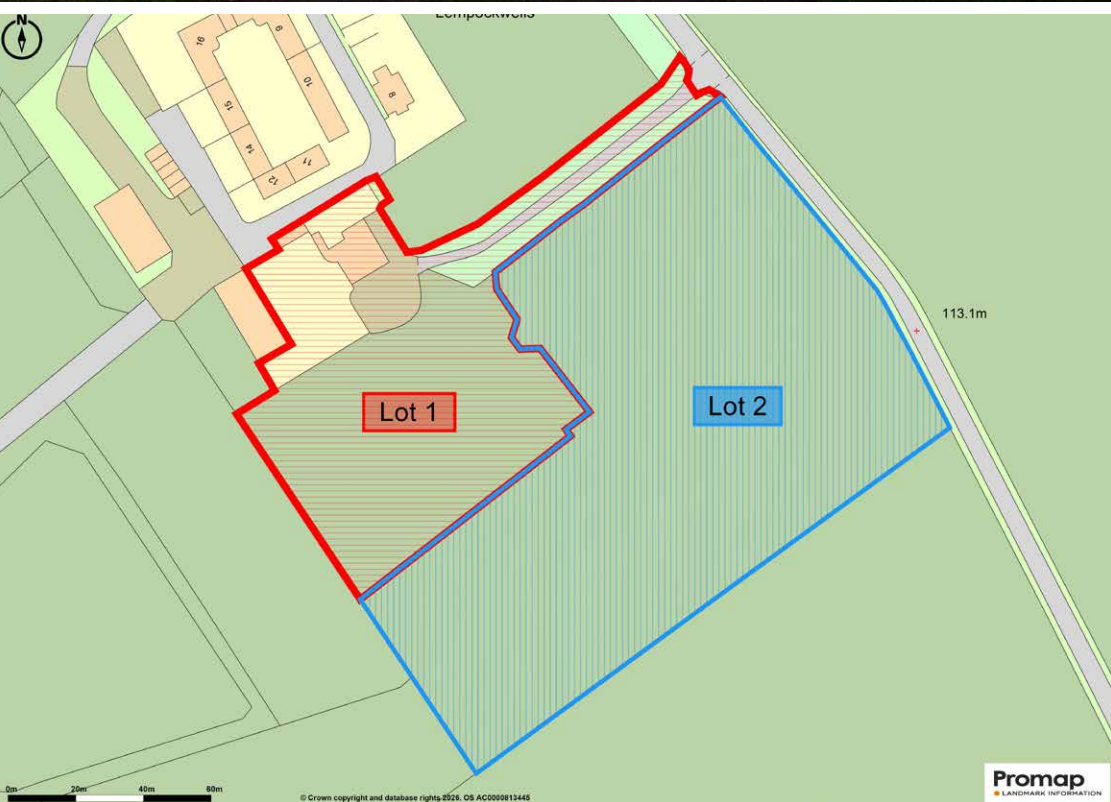 Lempockwells
N
16
9
10
8
15
14
11
12
113.1m
Lot 1
Lot 2
0m 20m 40m 60m
© Crown copyright and database rights 2026. OS AC0000813445
Promap
LANDMARK INFORMATION